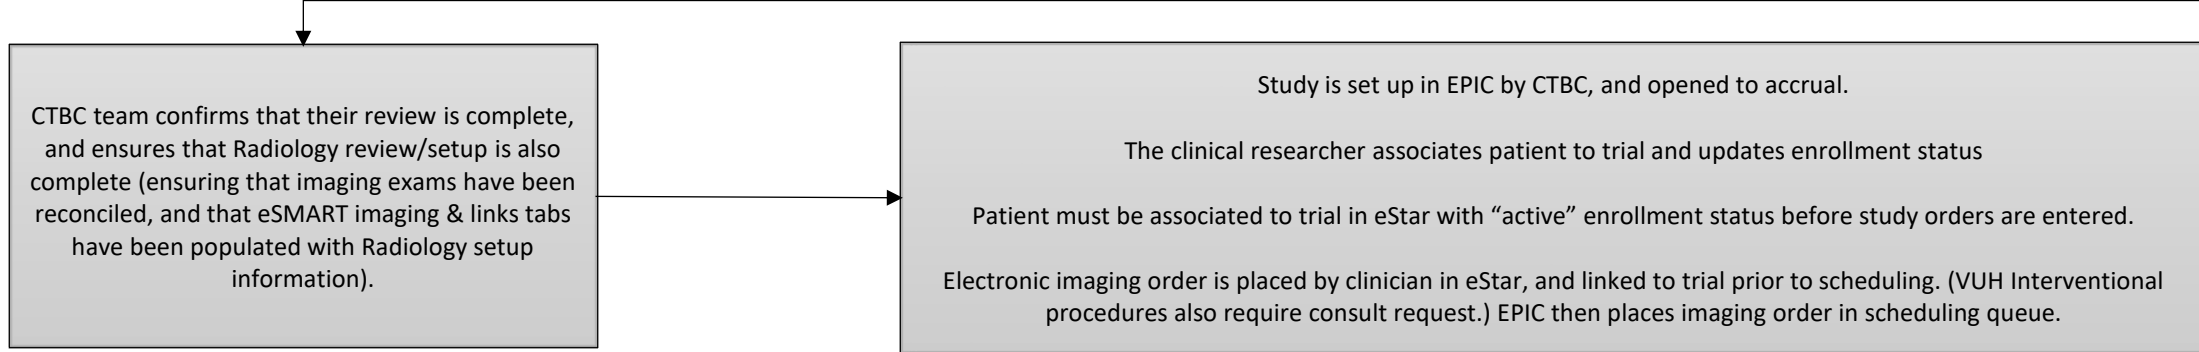 CTBC team confirms that their review is complete,
and ensures that Radiology review/setup is also
complete (ensuring that imaging exams have been
reconciled, and that eSMART imaging & links tabs
have been populated with Radiology setup
information).
Study is set up in EPIC by CTBC, and opened to accrual.
The clinical researcher associates patient to trial and updates enrollment status
Patient must be associated to trial in eStar with “active” enrollment status before study orders are entered.
Electronic imaging order is placed by clinician in eStar, and linked to trial prior to scheduling. (VUH Interventional
procedures also require consult request.) EPIC then places imaging order in scheduling queue.